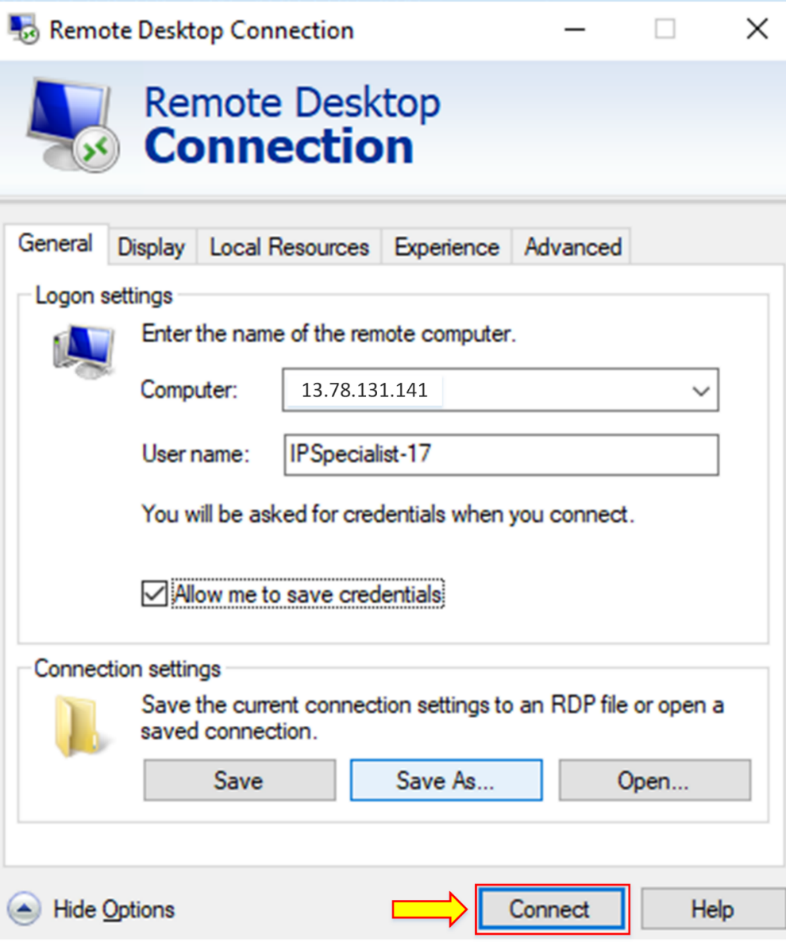 Remote Desktop Connection
Remote Desktop
Connection
General Display Local Resources Experience Advanced
Logon settings
Enter the name of the remote computer.
Computer: 13.78.131.141
User name: IPSpecialist-17
You will be asked for credentials when you connect.
Allow me to save credentials
Connection settings
Save the current connection settings to an RDP file or open a
saved connection.
Save Save As... Open...
Hide Options Connect Help